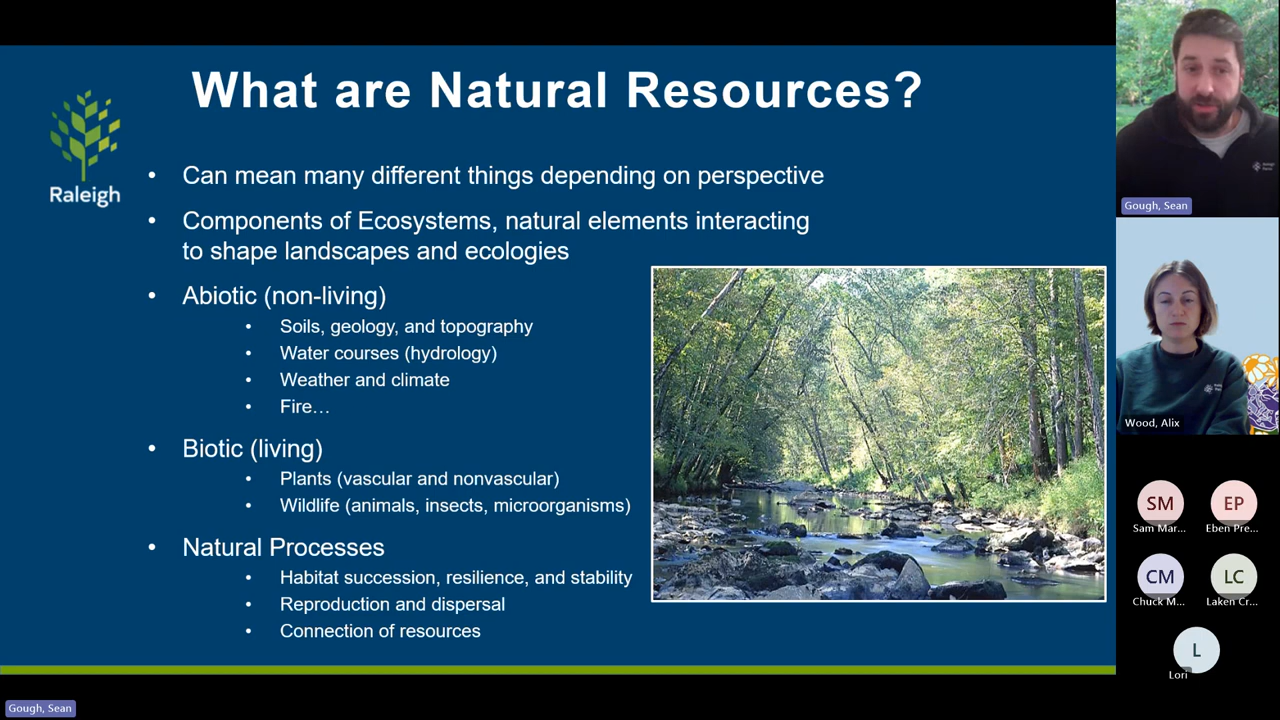 What are Natural Resources?
Raleigh
• Can mean many different things depending on perspective
• Components of Ecosystems, natural elements interacting
to shape landscapes and ecologies
• Abiotic (non-living)
• Soils, geology, and topography
• Water courses (hydrology)
• Weather and climate
• Fire…
• Biotic (living)
• Plants (vascular and nonvascular)
• Wildlife (animals, insects, microorganisms)
• Natural Processes
• Habitat succession, resilience, and stability
• Reproduction and dispersal
• Connection of resources
Gough, Sean
Gough, Sean
Wood, Alix
SM EP
Sam Mar... Eben Pre...
CM LC
Chuck M... Laken Cr...
L
Lori